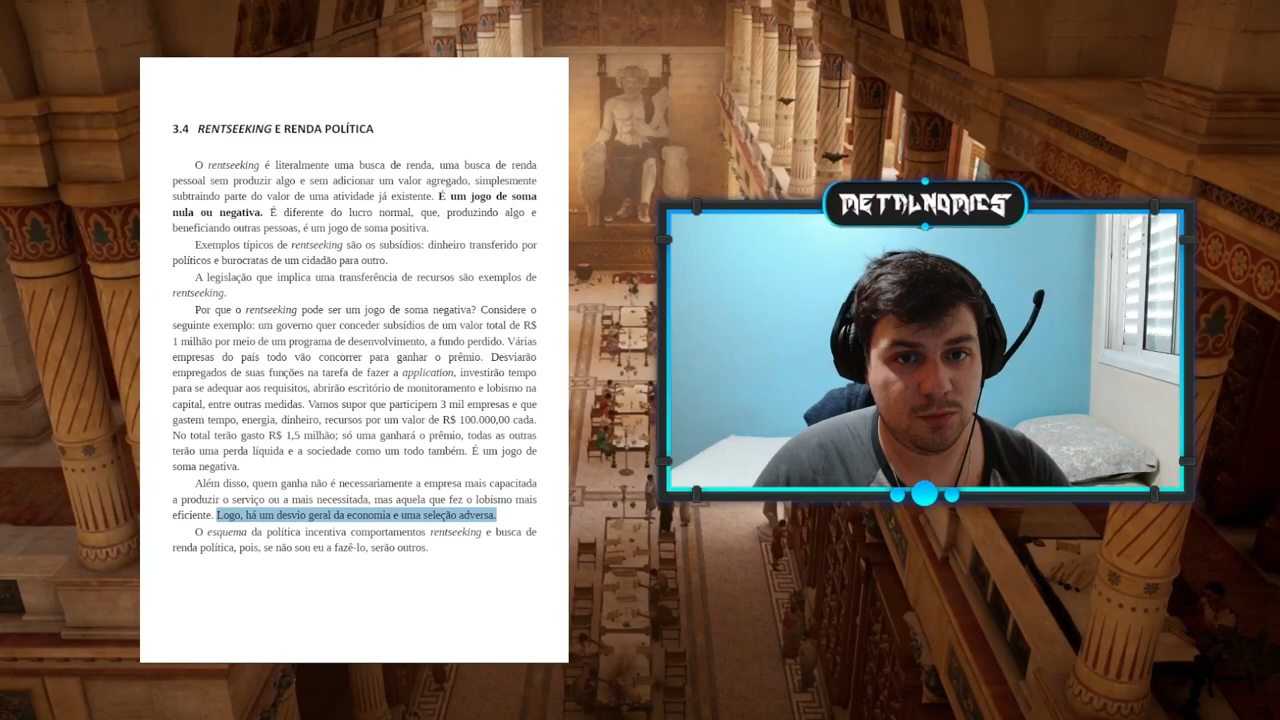 3.4 RENTSEEKING E RENDA POLÍTICA
O rentseeking é literalmente uma busca de renda, uma busca de renda
pessoal sem produzir algo e sem adicionar um valor agregado, simplesmente
subtraindo parte do valor de uma atividade já existente. É um jogo de soma
nula ou negativa. É diferente do lucro normal, que, produzindo algo e
beneficiando outras pessoas, é um jogo de soma positiva.
Exemplos típicos de rentseeking são os subsídios: dinheiro transferido por
políticos e burocratas de um cidadão para outro.
A legislação que implica uma transferência de recursos são exemplos de
rentseeking.
Por que o rentseeking pode ser um jogo de soma negativa? Considere o
seguinte exemplo: um governo quer conceder subsídios de um valor total de R$
1 milhão por meio de um programa de desenvolvimento, a fundo perdido. Várias
empresas do país todo vão concorrer para ganhar o prêmio. Desviarão
empregados de suas funções na tarefa de fazer a application, investirão tempo
para se adequar aos requisitos, abrirão escritório de monitoramento e lobismo na
capital, entre outras medidas. Vamos supor que participem 3 mil empresas e que
gastem tempo, energia, dinheiro, recursos por um valor de R$ 100.000,00 cada.
No total terão gasto R$ 1,5 milhão; só uma ganhará o prêmio, todas as outras
terão uma perda líquida e a sociedade como um todo também. É um jogo de
soma negativa.
Além disso, quem ganha não é necessariamente a empresa mais capacitada
a produzir o serviço ou a mais necessitada, mas aquela que fez o lobismo mais
eficiente. Logo, há um desvio geral da economia e uma seleção adversa.
O esquema da política incentiva comportamentos rentseeking e busca de
renda política, pois, se não sou eu a fazê-lo, serão outros.
METALNOMICS